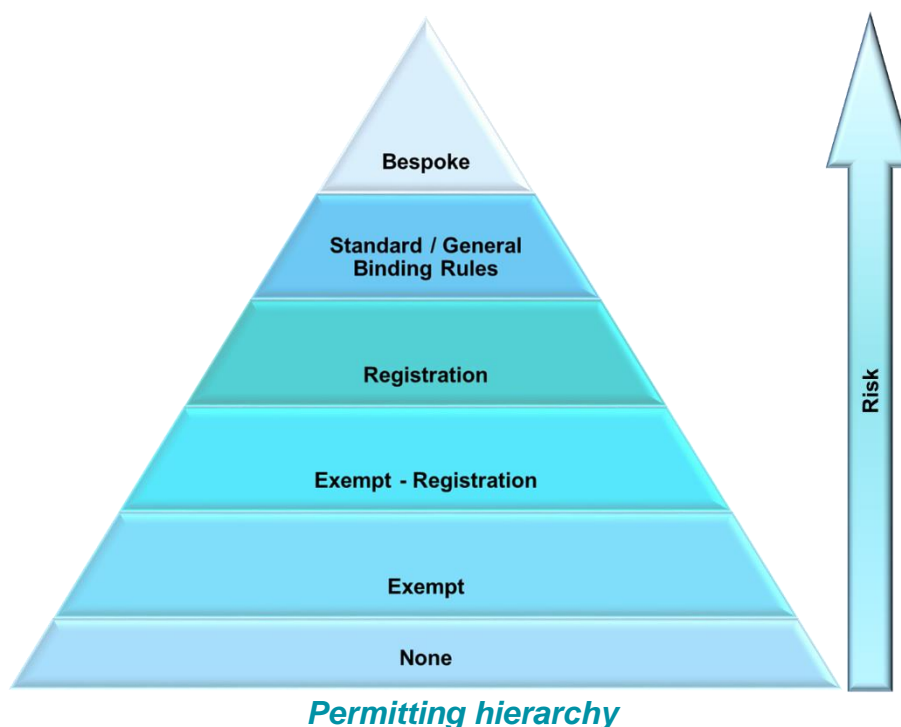 Bespoke
Standard / General
Binding Rules
Registration
Exempt - Registration
Exempt
None
Risk
Permitting hierarchy